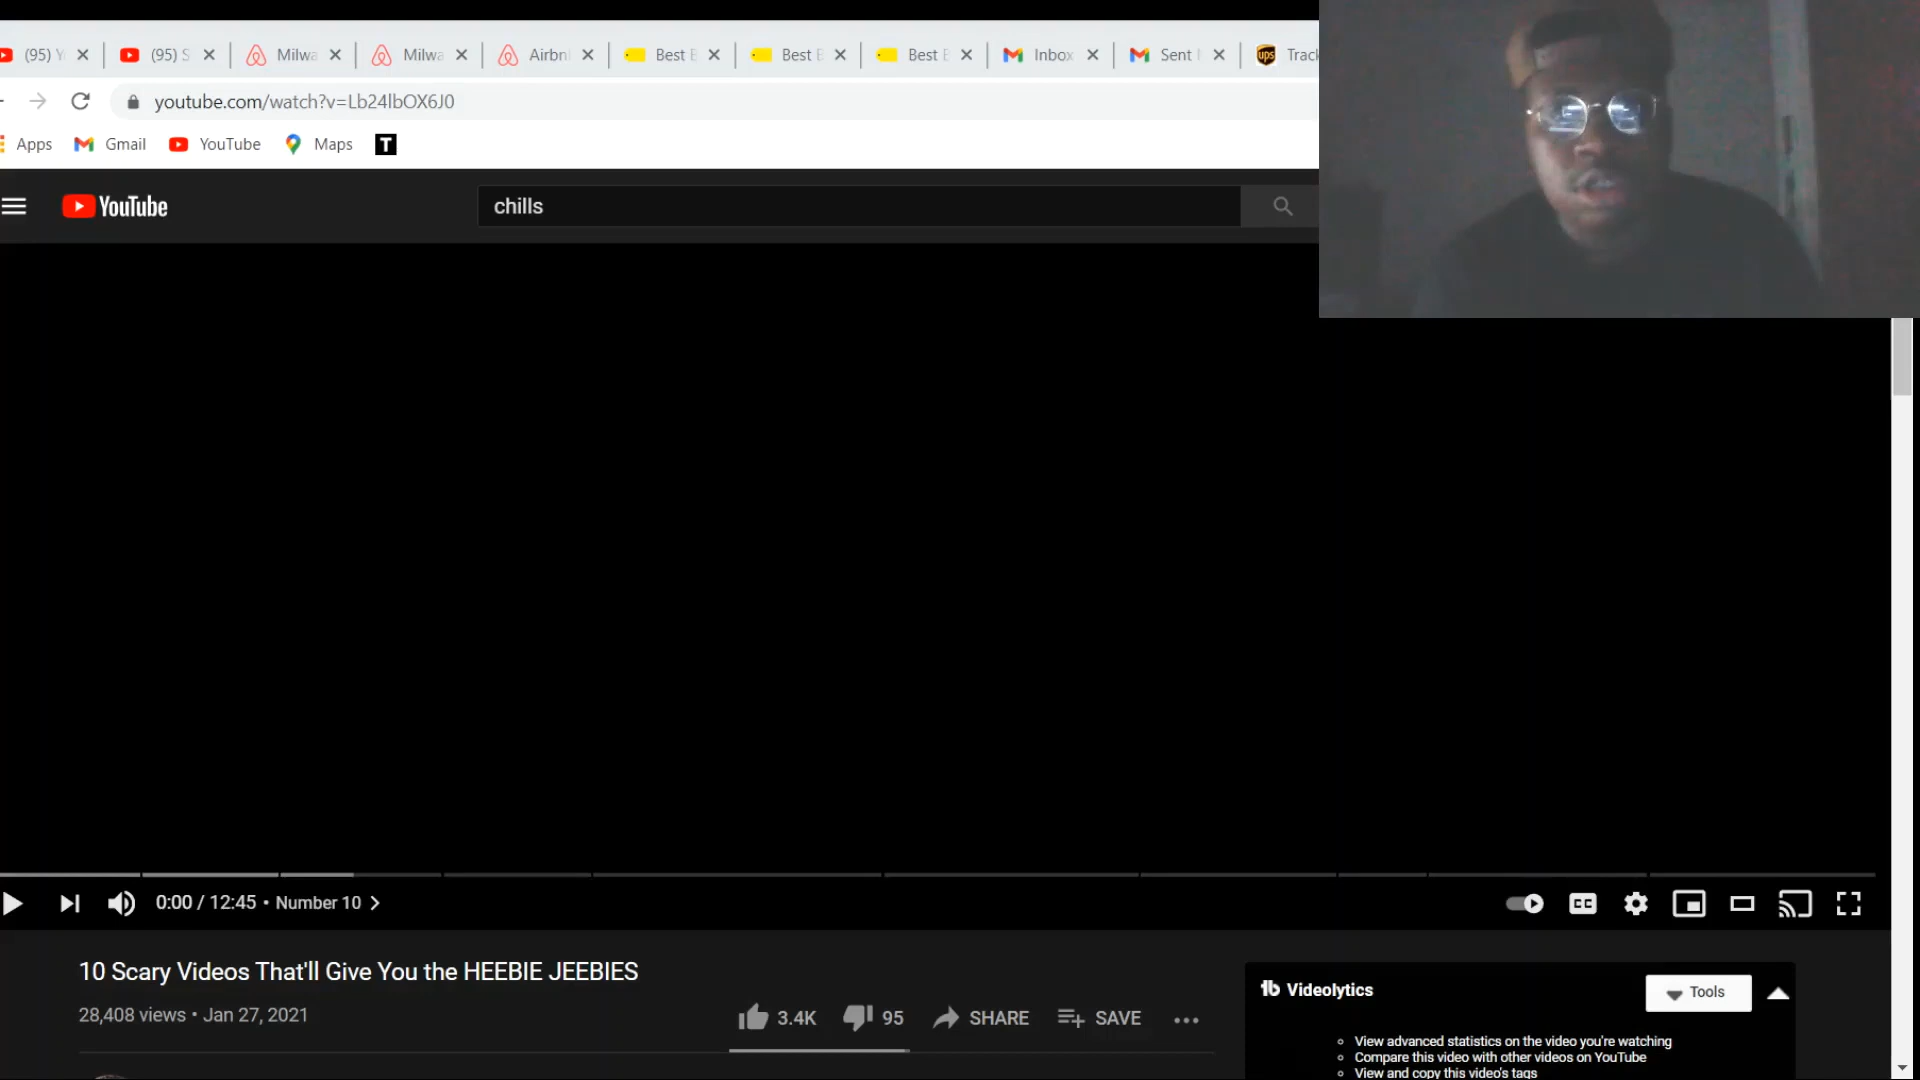 (95) Y
(95) S
Milwa
Milwa
Airbn
Best B
Best B
Best B
Inbox
Sent
ups
Track
youtube.com/watch?v=Lb24lbOX6J0
Apps
Gmail
YouTube
Maps
T
YouTube
chills
0:00 / 12:45 • Number 10
CC
10 Scary Videos That'll Give You the HEEBIE JEEBIES
28,408 views • Jan 27, 2021
3.4K
95
SHARE
SAVE
tb Videolytics
Tools
View advanced statistics on the video you're watching
Compare this video with other videos on YouTube
View and copy this video's tags